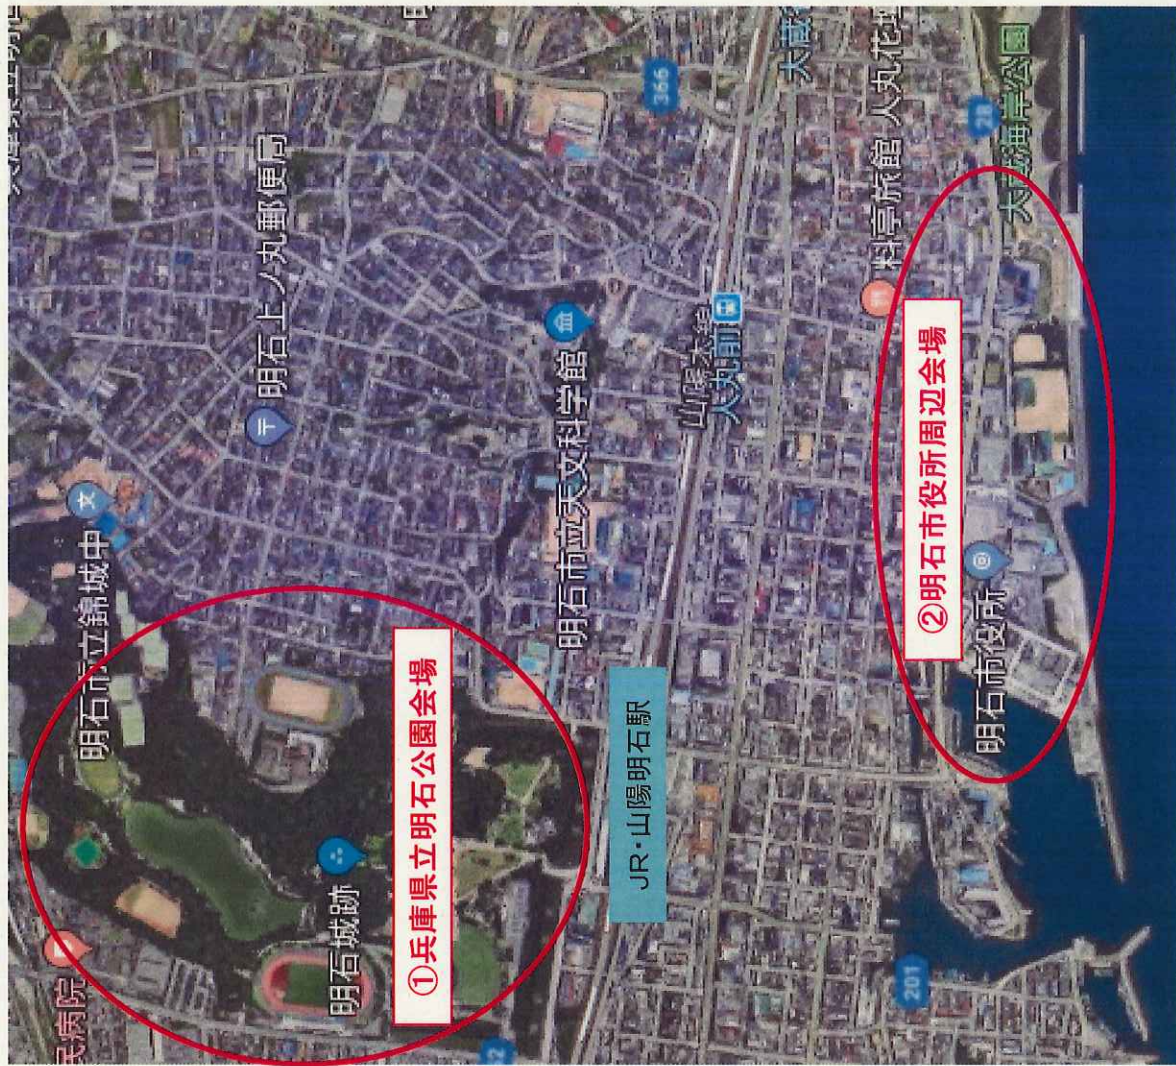 民病院
明石市立錦城中
明石上ノ丸郵便局
明石城跡
①兵庫県立明石公園会場
明石市立天文科学館
JR・山陽明石駅
366
山陽本線
人丸前
料亭旅館 人丸花
②明石市役所周辺会場
明石市役所
28
大蔵海岸公園
201